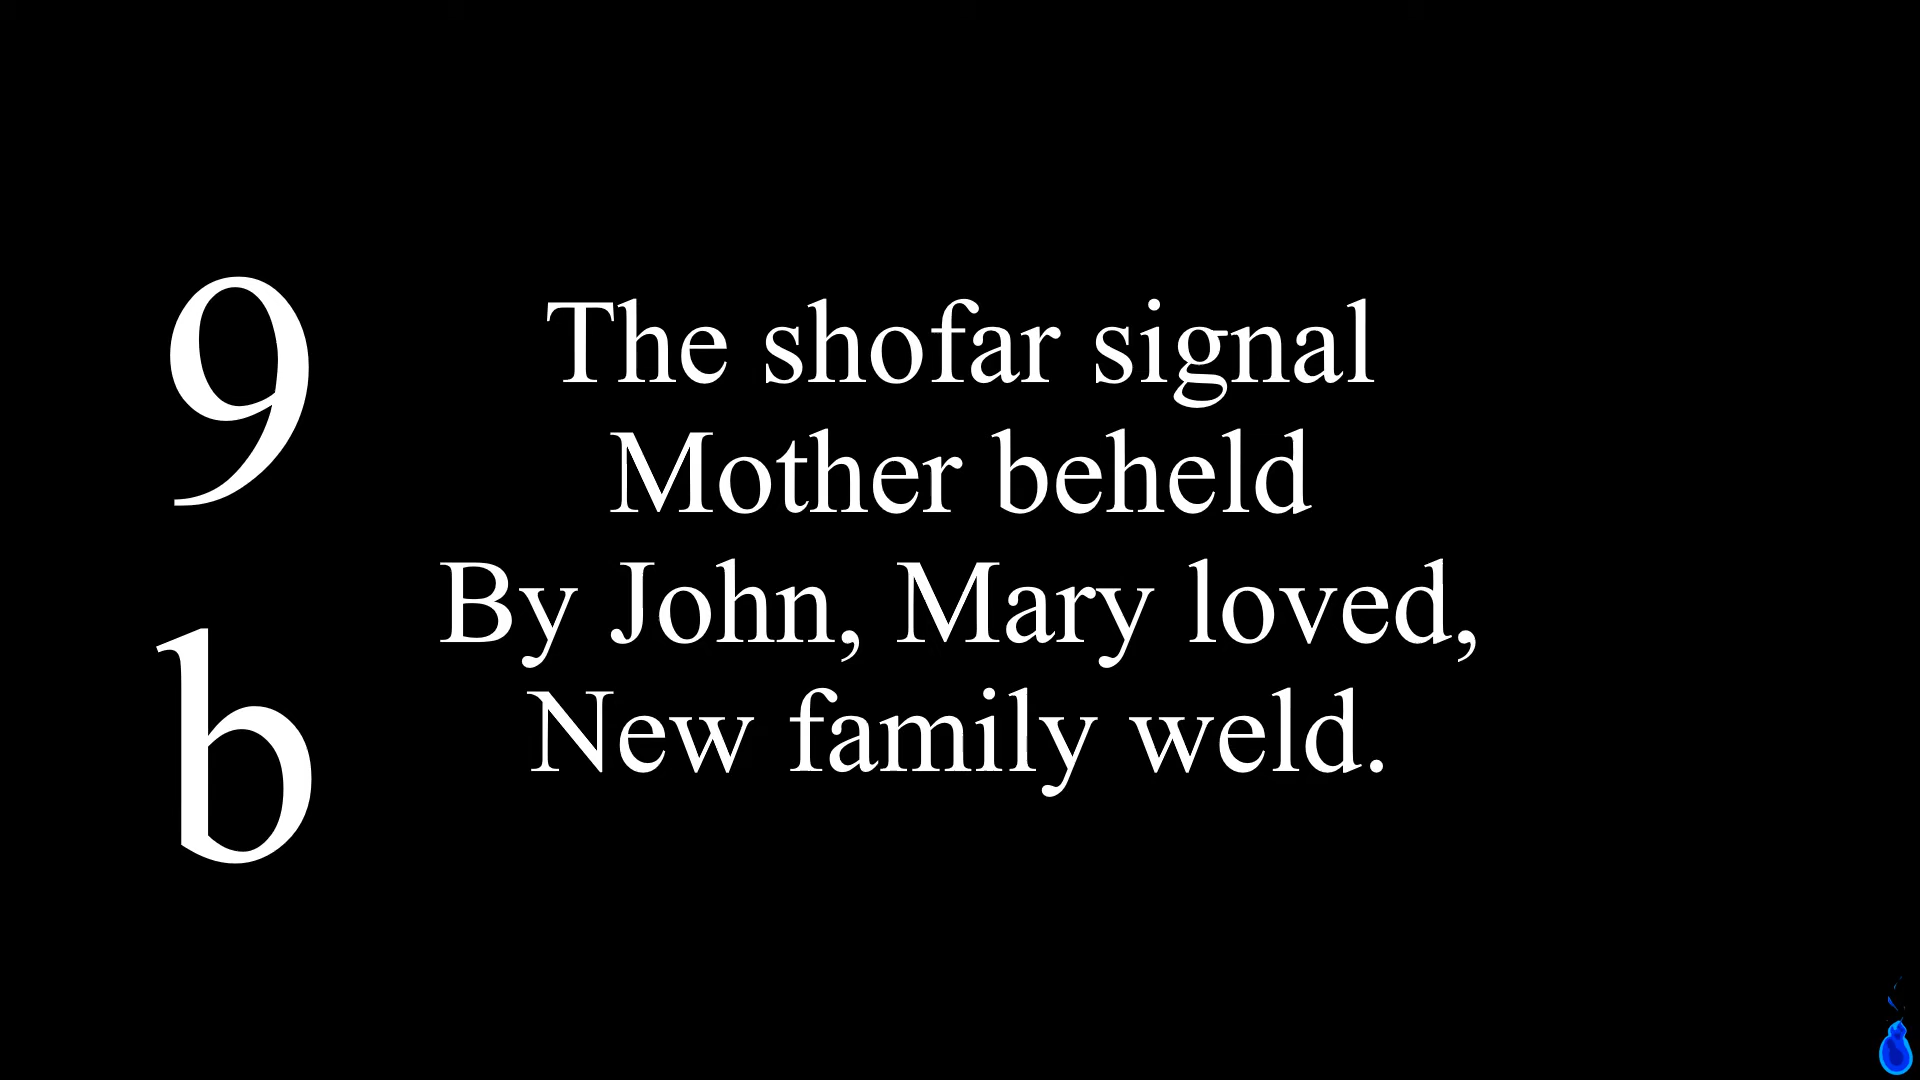 9
b
The shofar signal
Mother beheld
By John, Mary loved,
New family weld.